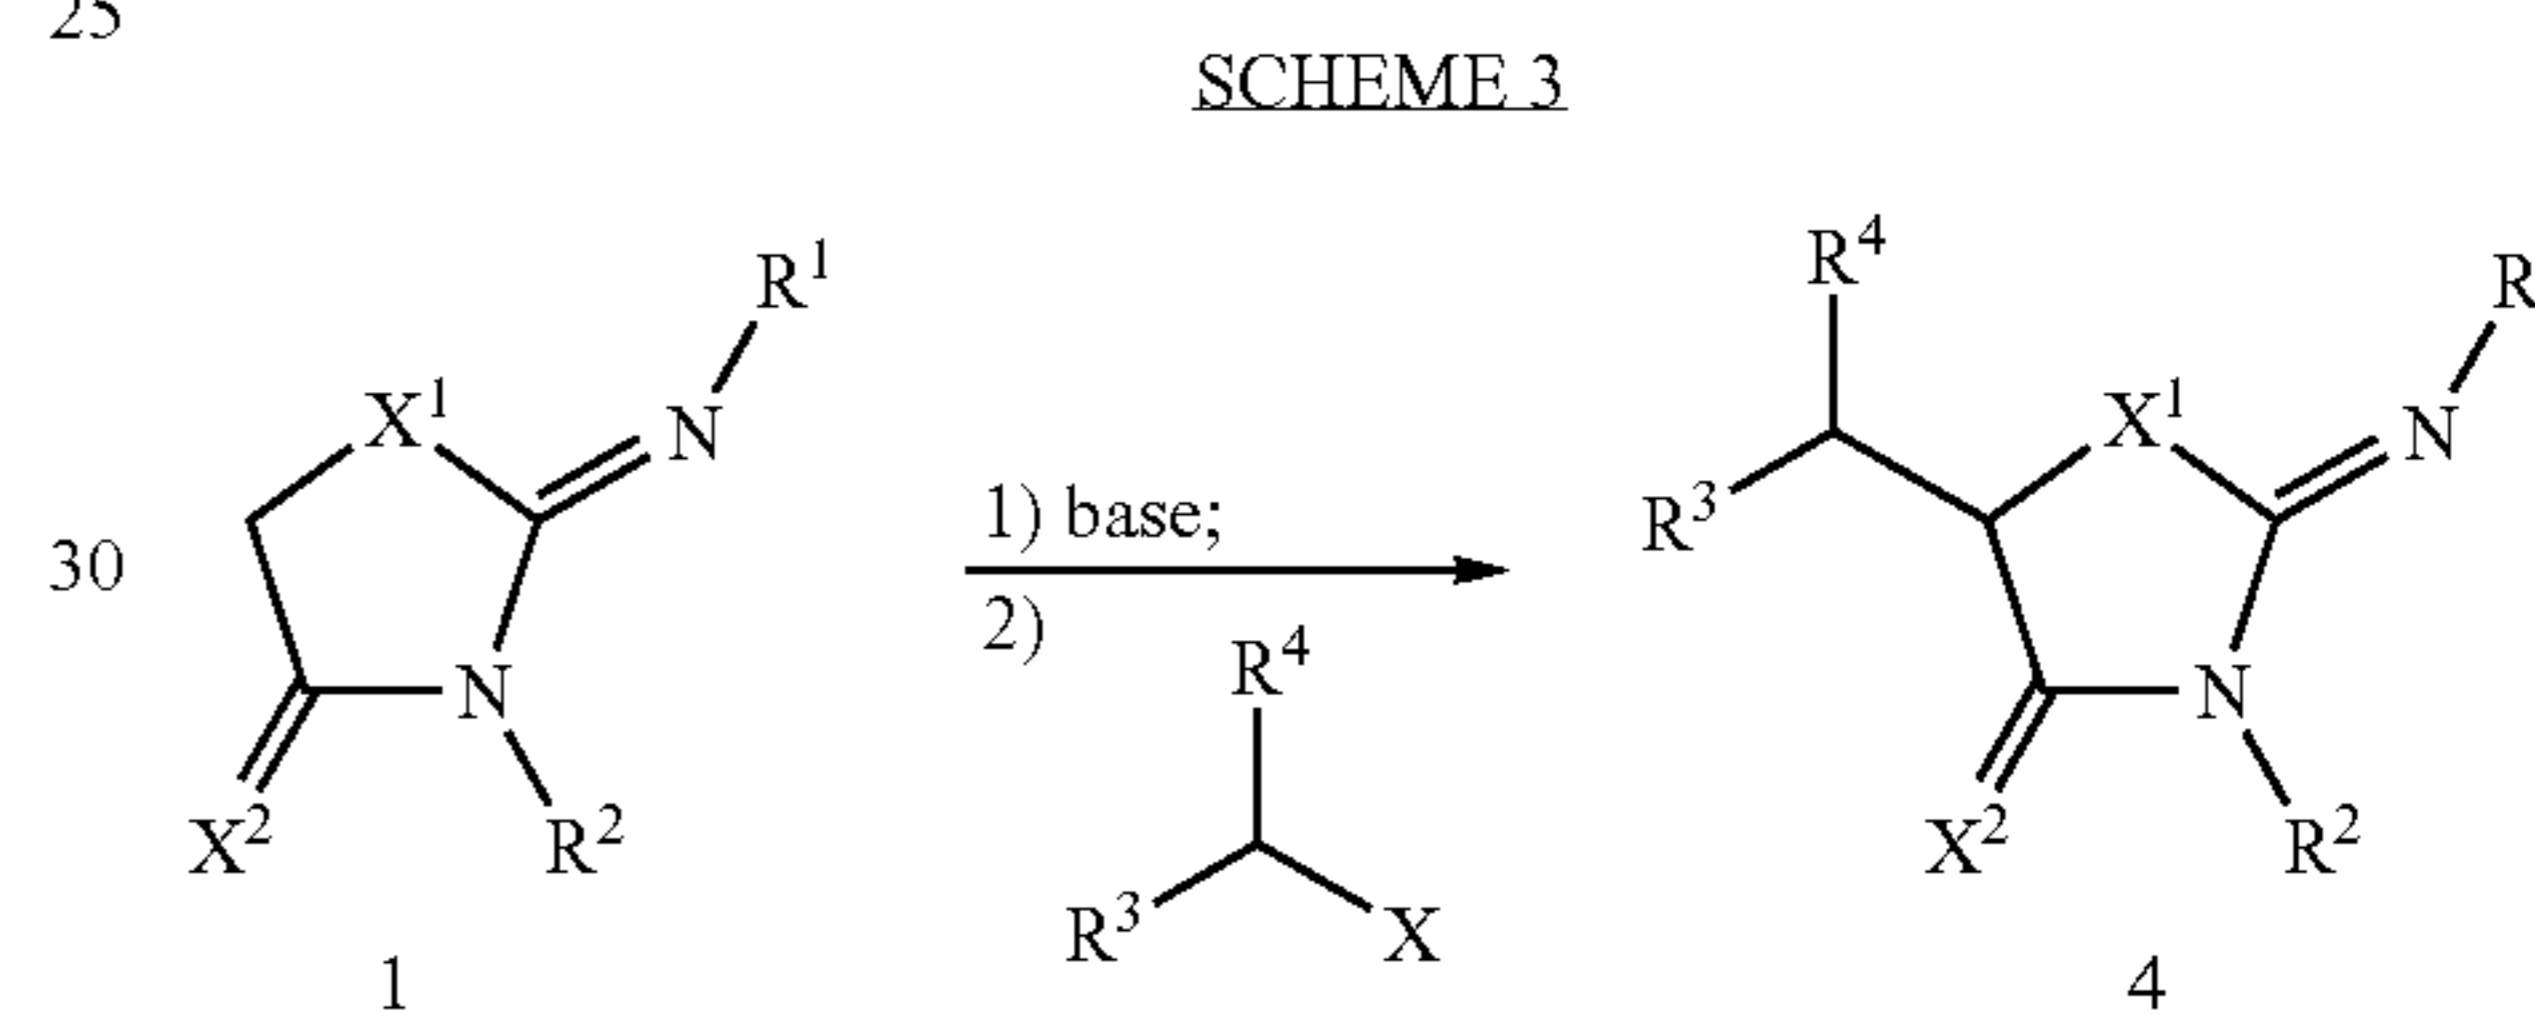 25
SCHEME 3
R⁴
R¹ R
X¹ N X¹ N
1) base; R³
30
2)
R⁴
N N
X² R² X² R²
R³ X
1 4